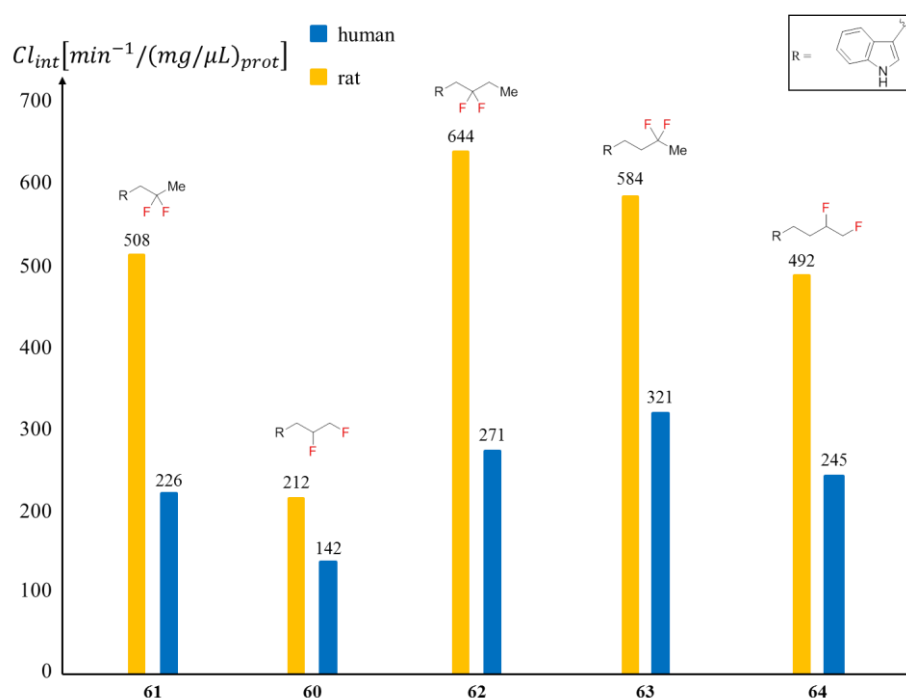 Cl_int[min⁻¹/(mg/μL)_prot]
human
rat
R =
NH
700
600
500
400
300
200
100
0
R
F F
Me
508
226
R
F
F
212
142
R
F F
Me
644
271
R
F F
Me
584
321
R
F
F
492
245
61
60
62
63
64